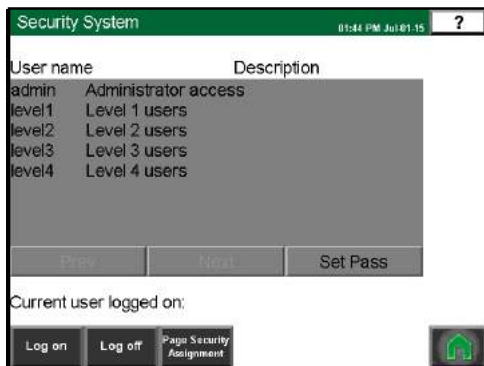 Security System 01:44 PM Jul-01-15 ?
User name Description
admin Administrator access
level1 Level 1 users
level2 Level 2 users
level3 Level 3 users
level4 Level 4 users
Prev Next Set Pass
Current user logged on:
Log on Log off Page Security Assignment